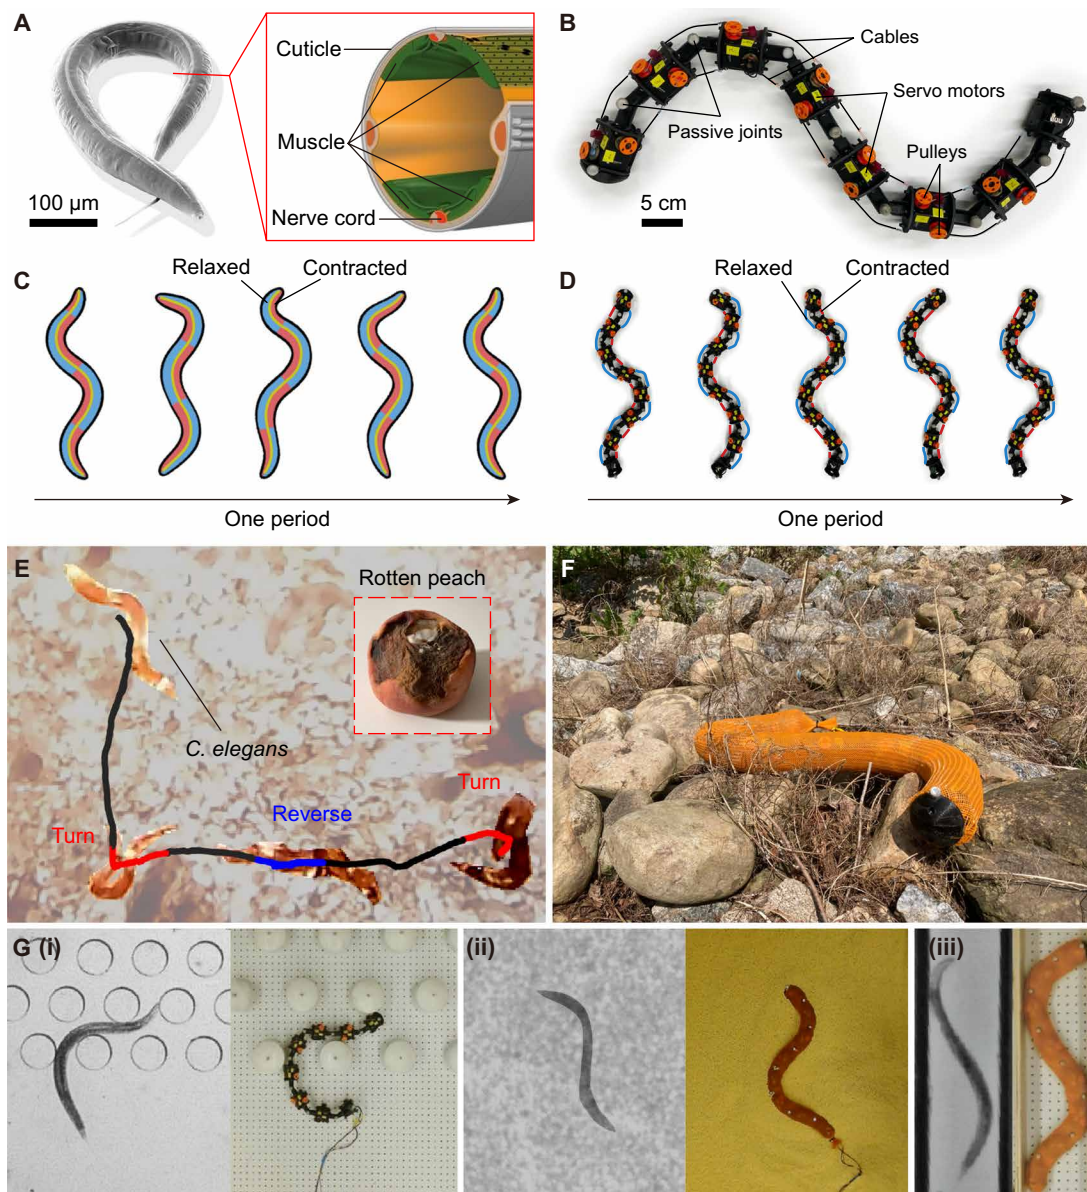 A
Cuticle
Muscle
Nerve cord
100 µm
B
Cables
Servo motors
Passive joints
Pulleys
5 cm
C
Relaxed
Contracted
One period
D
Relaxed
Contracted
One period
E
Rotten peach
C. elegans
Turn
Reverse
Turn
F
G (i)
(ii)
(iii)